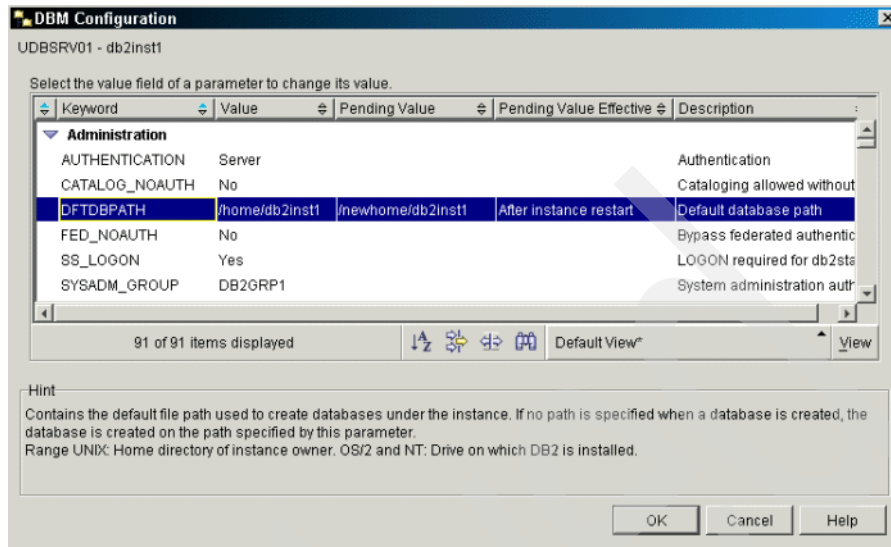 DBM Configuration
UDBSRV01 - db2inst1
Select the value field of a parameter to change its value.
Keyword Value Pending Value Pending Value Effective Description
Administration
AUTHENTICATION Server Authentication
CATALOG_NOAUTH No Cataloging allowed without
DFTDBPATH /home/db2inst1 /newhome/db2inst1 After instance restart Default database path
FED_NOAUTH No Bypass federated authentic
SS_LOGON Yes LOGON required for db2sta
SYSADM_GROUP DB2GRP1 System administration auth
91 of 91 items displayed Default View* View
Hint
Contains the default file path used to create databases under the instance. If no path is specified when a database is created, the
database is created on the path specified by this parameter.
Range UNIX: Home directory of instance owner. OS/2 and NT: Drive on which DB2 is installed.
OK Cancel Help